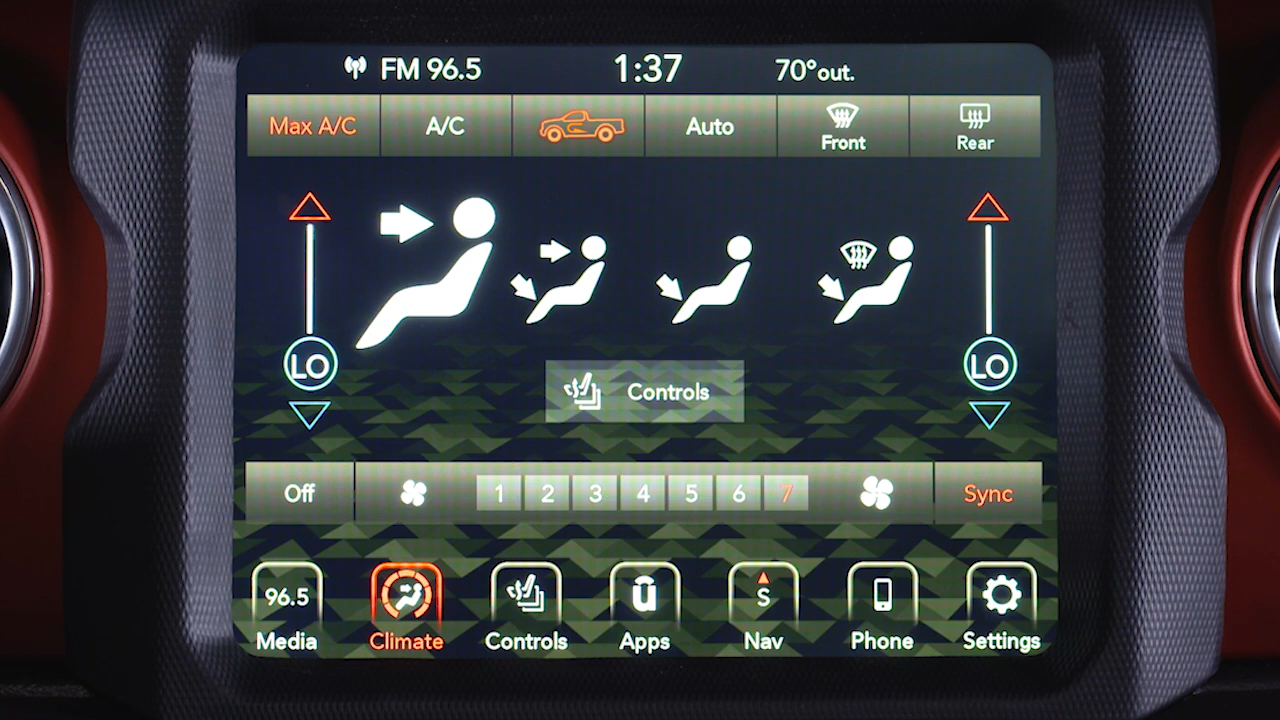 FM 96.5 1:37 70°out.
Max A/C A/C Auto Front Rear
LO LO
Controls
Off 1 2 3 4 5 6 7 Sync
96.5 S
Media Climate Controls Apps Nav Phone Settings